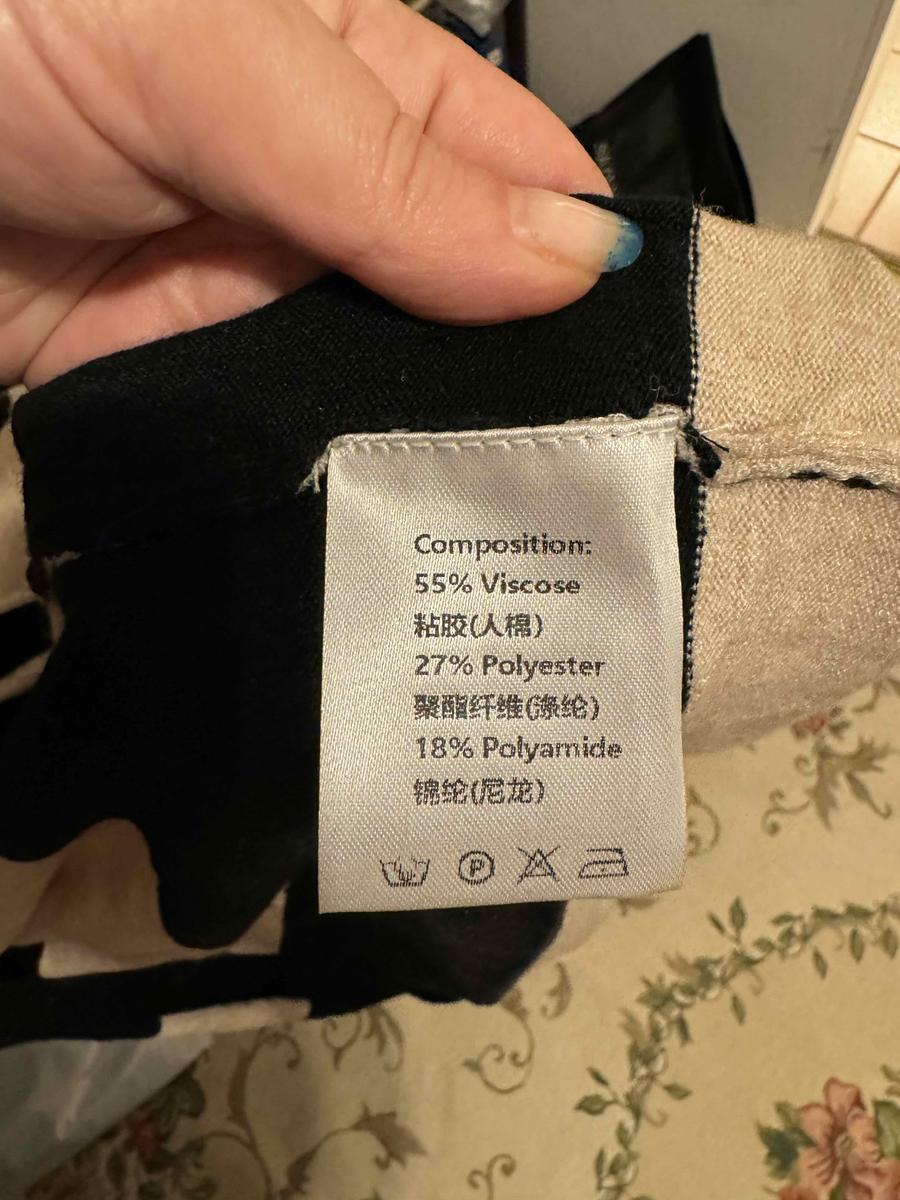 Composition:
55% Viscose
粘胶(人棉)
27% Polyester
聚酯纤维(涤纶)
18% Polyamide
锦纶(尼龙)
P